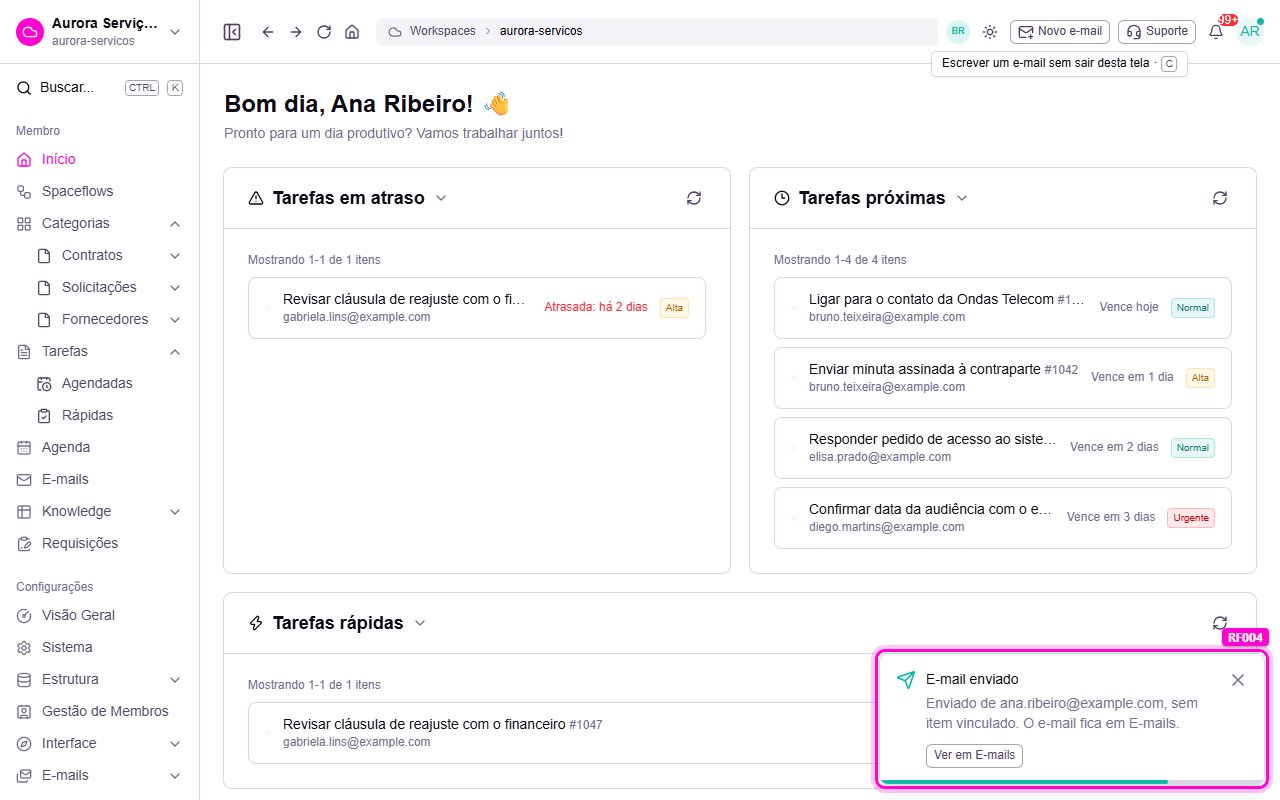 Aurora Serviç...
aurora-servicos
Workspaces
aurora-servicos
BR
Novo e-mail
Suporte
99+
AR
Escrever um e-mail sem sair desta tela · C
Buscar...
CTRL
K
Membro
Início
Spaceflows
Categorias
Contratos
Solicitações
Fornecedores
Tarefas
Agendadas
Rápidas
Agenda
E-mails
Knowledge
Requisições
Configurações
Visão Geral
Sistema
Estrutura
Gestão de Membros
Interface
E-mails
Bom dia, Ana Ribeiro! 👋
Pronto para um dia produtivo? Vamos trabalhar juntos!
Tarefas em atraso
Mostrando 1-1 de 1 itens
Revisar cláusula de reajuste com o fi...
gabriela.lins@example.com
Atrasada: há 2 dias
Alta
Tarefas próximas
Mostrando 1-4 de 4 itens
Ligar para o contato da Ondas Telecom #1...
bruno.teixeira@example.com
Vence hoje
Normal
Enviar minuta assinada à contraparte #1042
bruno.teixeira@example.com
Vence em 1 dia
Alta
Responder pedido de acesso ao siste...
elisa.prado@example.com
Vence em 2 dias
Normal
Confirmar data da audiência com o e...
diego.martins@example.com
Vence em 3 dias
Urgente
Tarefas rápidas
Mostrando 1-1 de 1 itens
Revisar cláusula de reajuste com o financeiro #1047
gabriela.lins@example.com
RF004
E-mail enviado
Enviado de ana.ribeiro@example.com, sem
item vinculado. O e-mail fica em E-mails.
Ver em E-mails